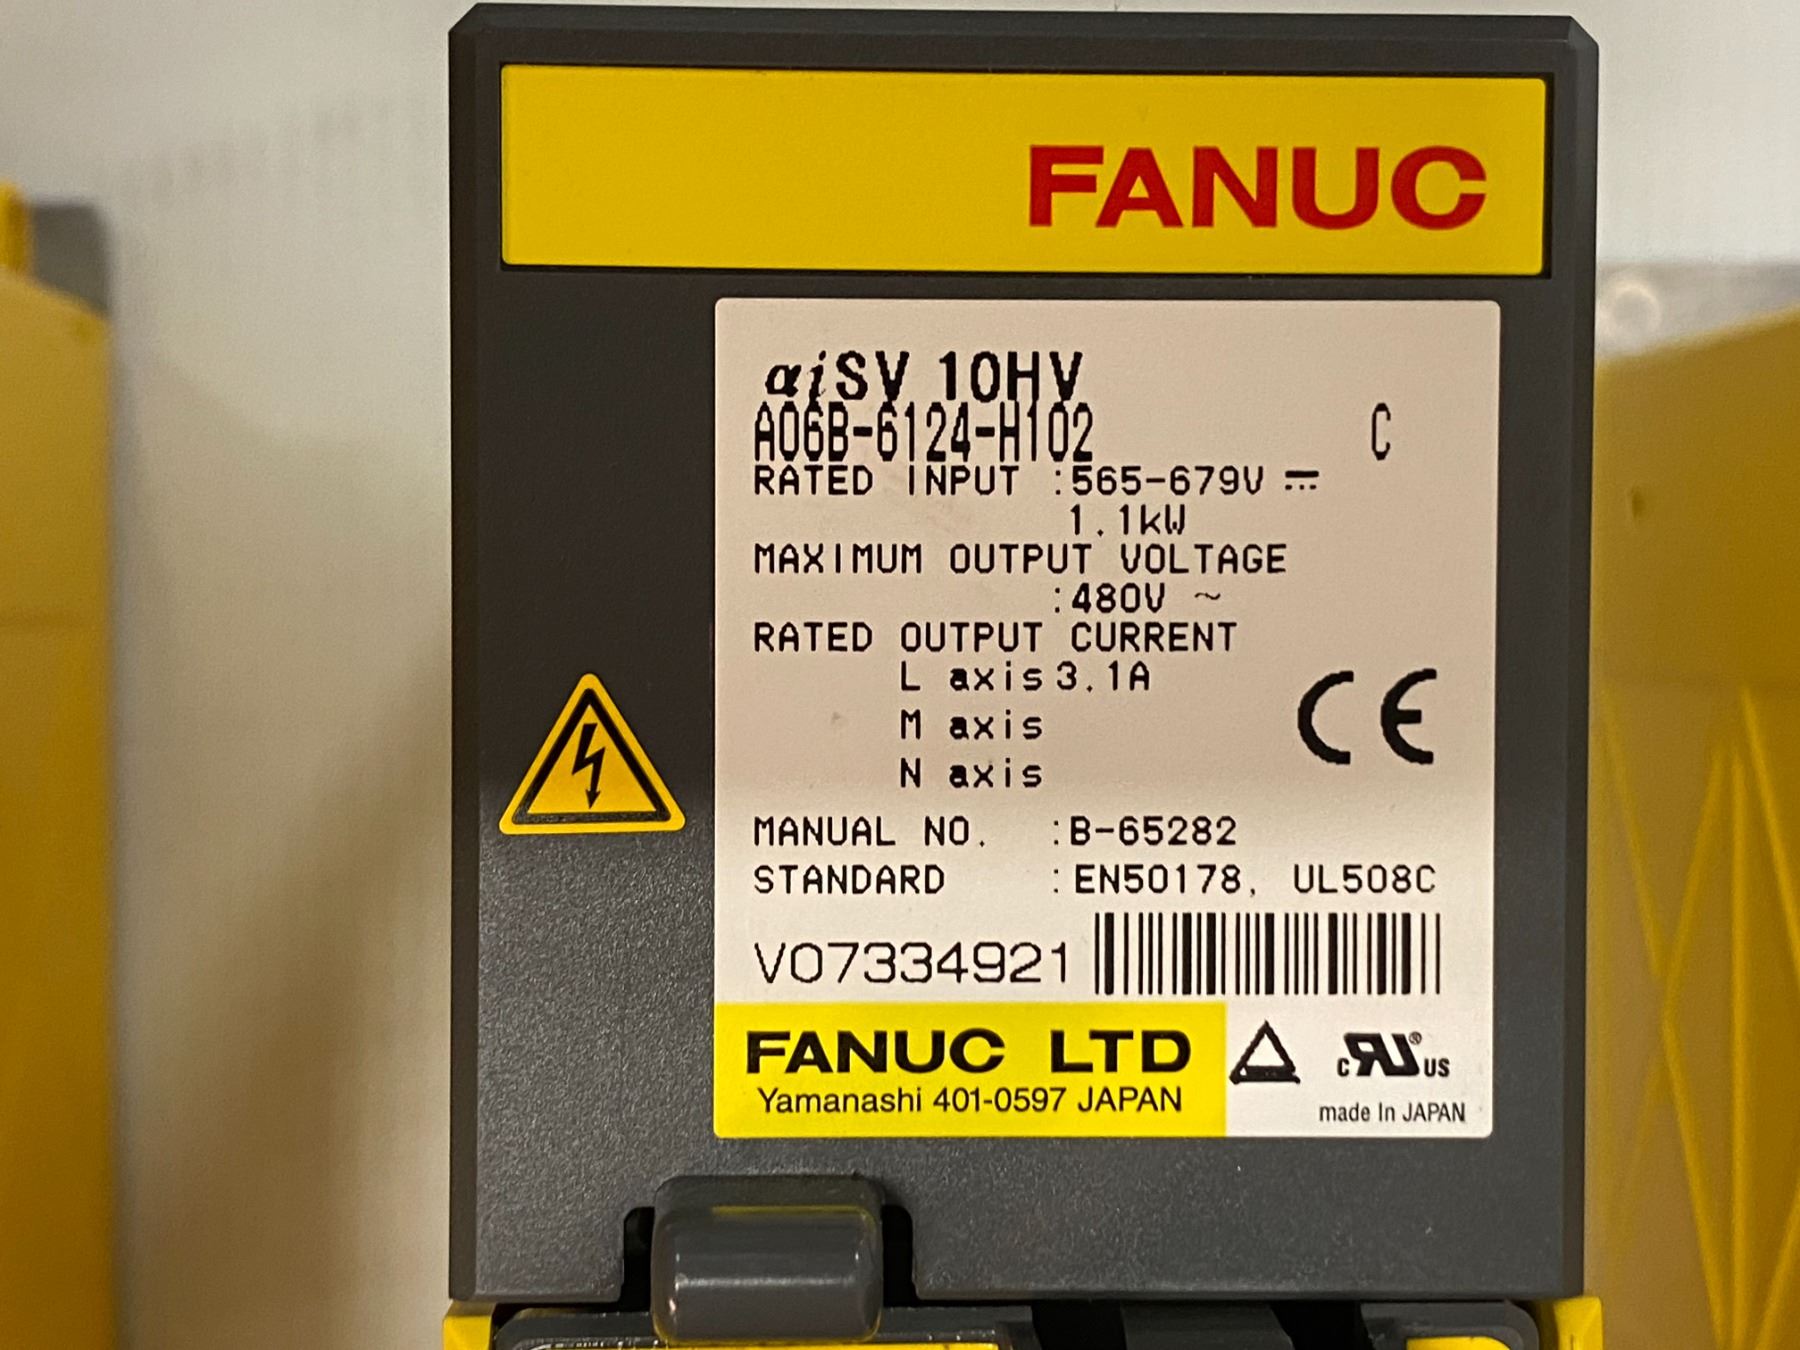 FANUC
αiSV 10HV
A06B-6124-H102 C
RATED INPUT :565-679V ⎓
1.1kW
MAXIMUM OUTPUT VOLTAGE
:480V ~
RATED OUTPUT CURRENT
L axis 3.1A
M axis
N axis
CE
MANUAL NO. :B-65282
STANDARD :EN50178, UL508C
V07334921
FANUC LTD
Yamanashi 401-0597 JAPAN
c RU® US
made In JAPAN